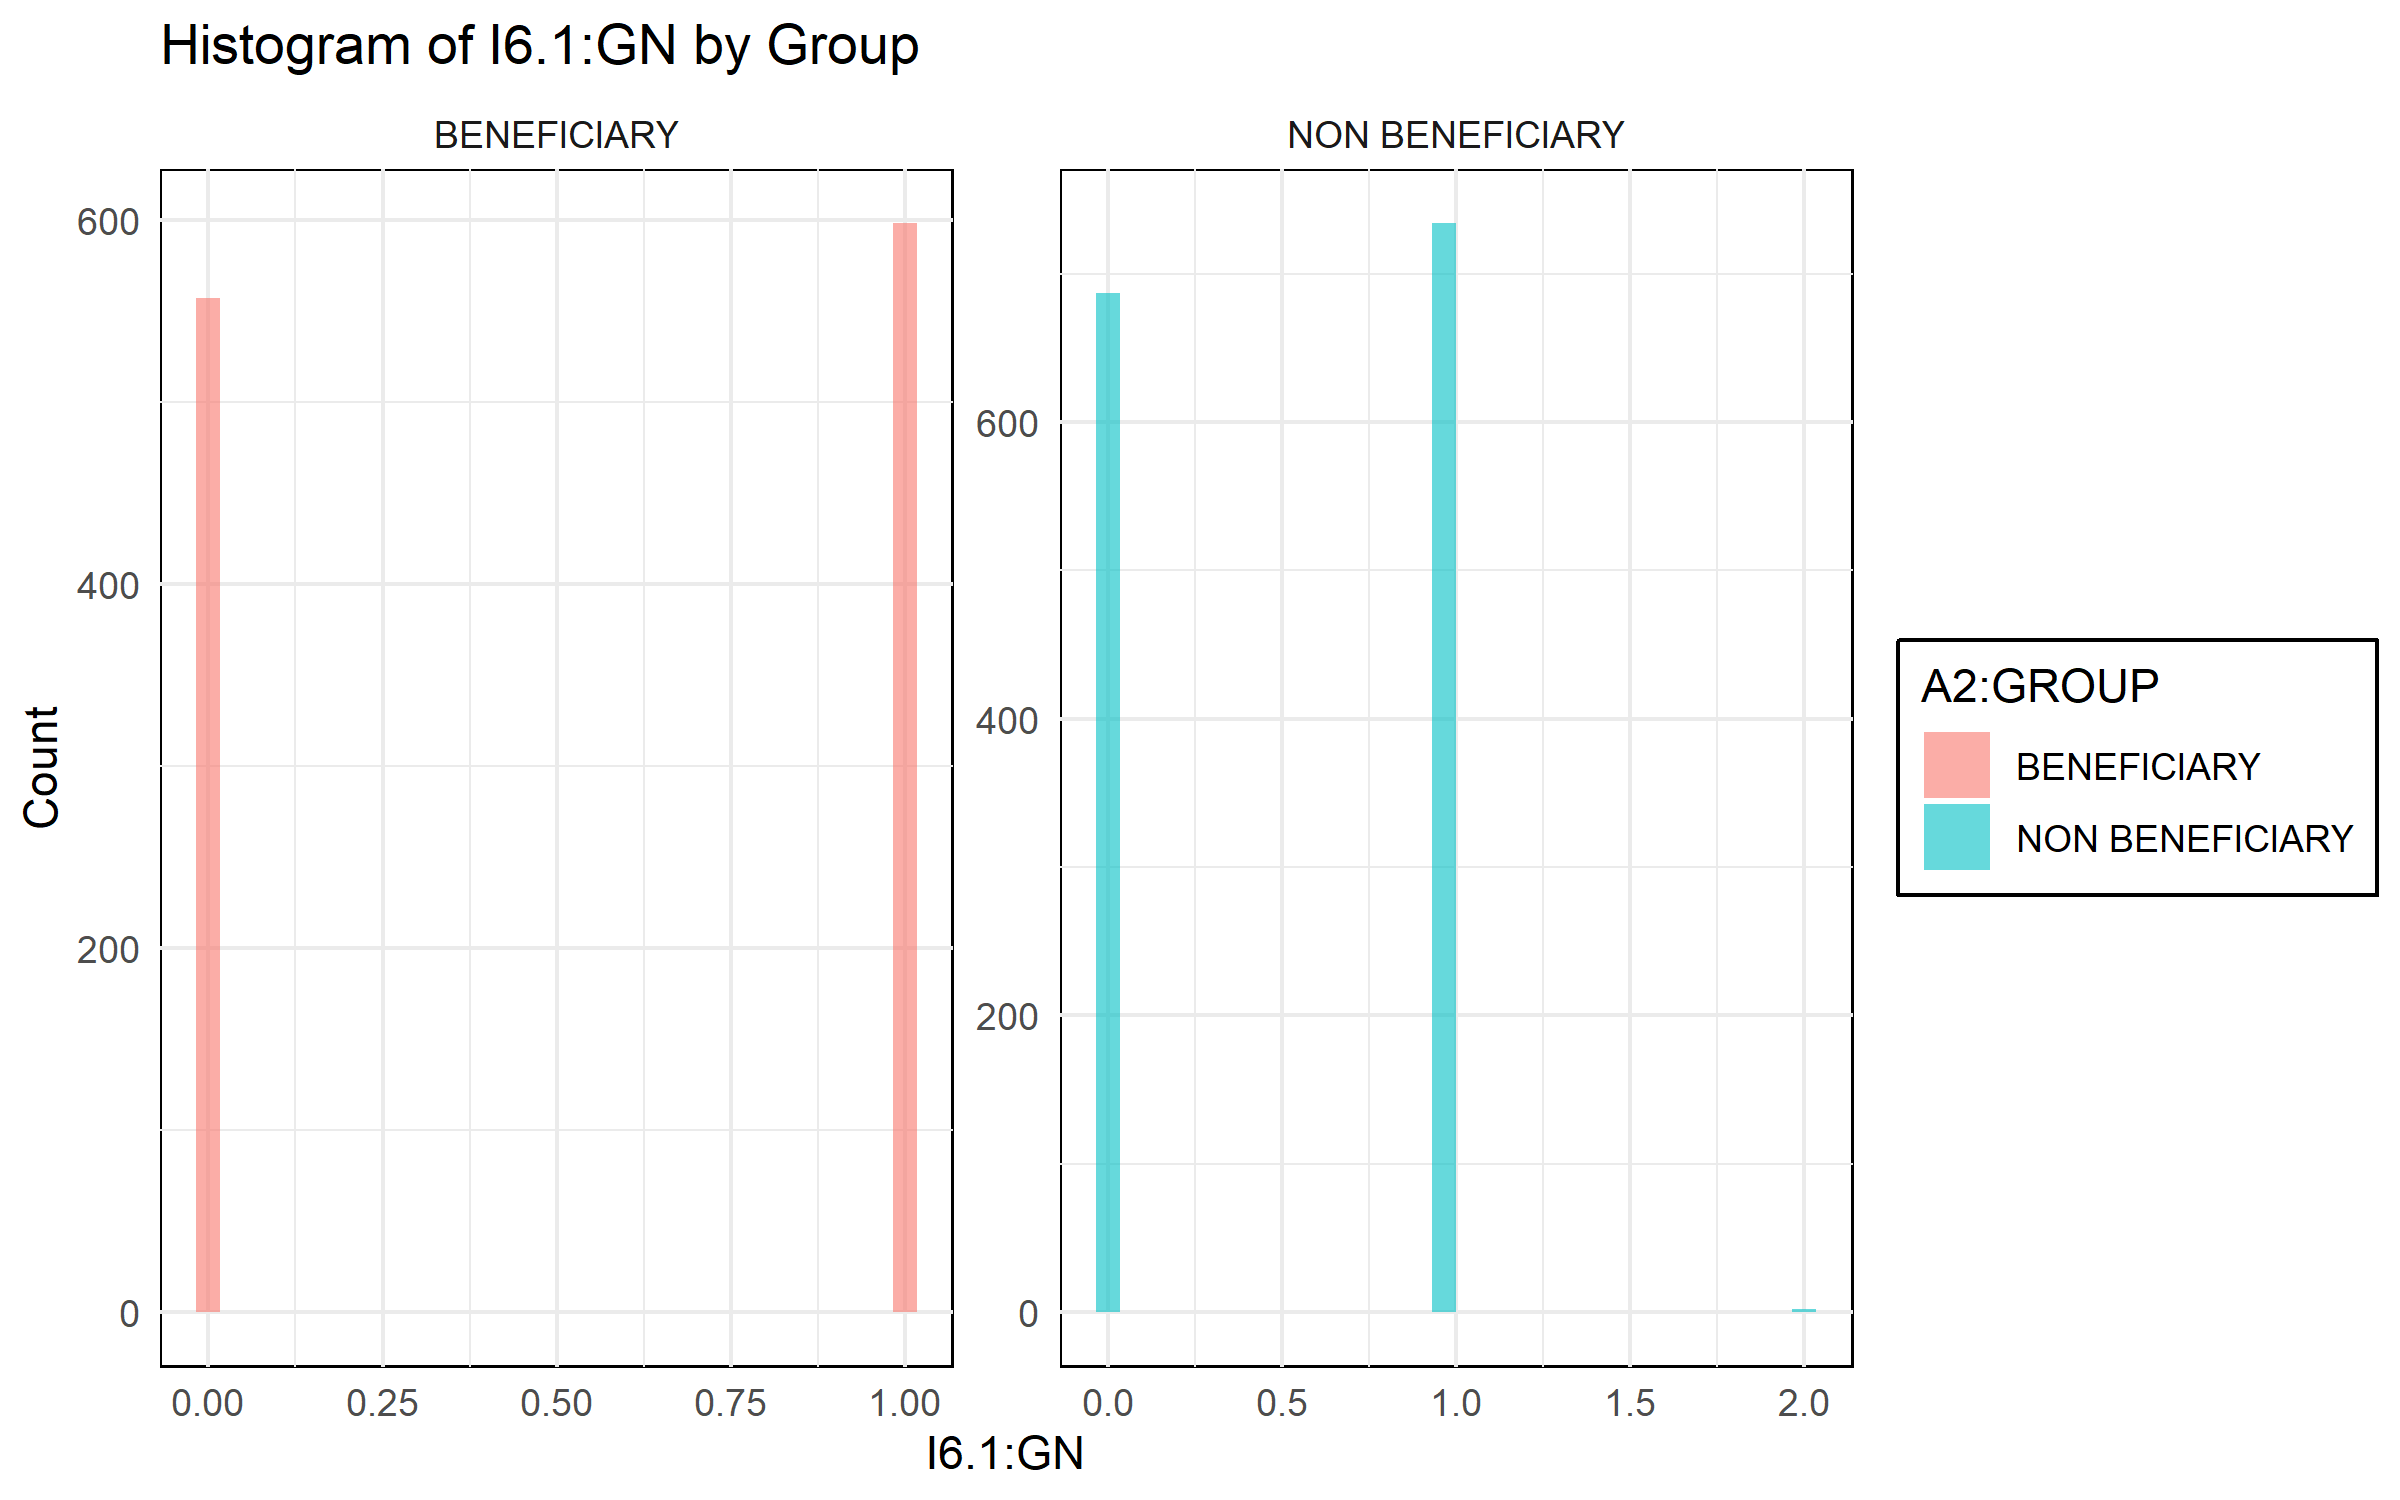 Histogram of I6.1:GN by Group
BENEFICIARY
NON BENEFICIARY
Count
600
400
200
0
600
400
200
0
0.00 0.25 0.50 0.75 1.00
0.0 0.5 1.0 1.5 2.0
I6.1:GN
A2:GROUP
BENEFICIARY
NON BENEFICIARY